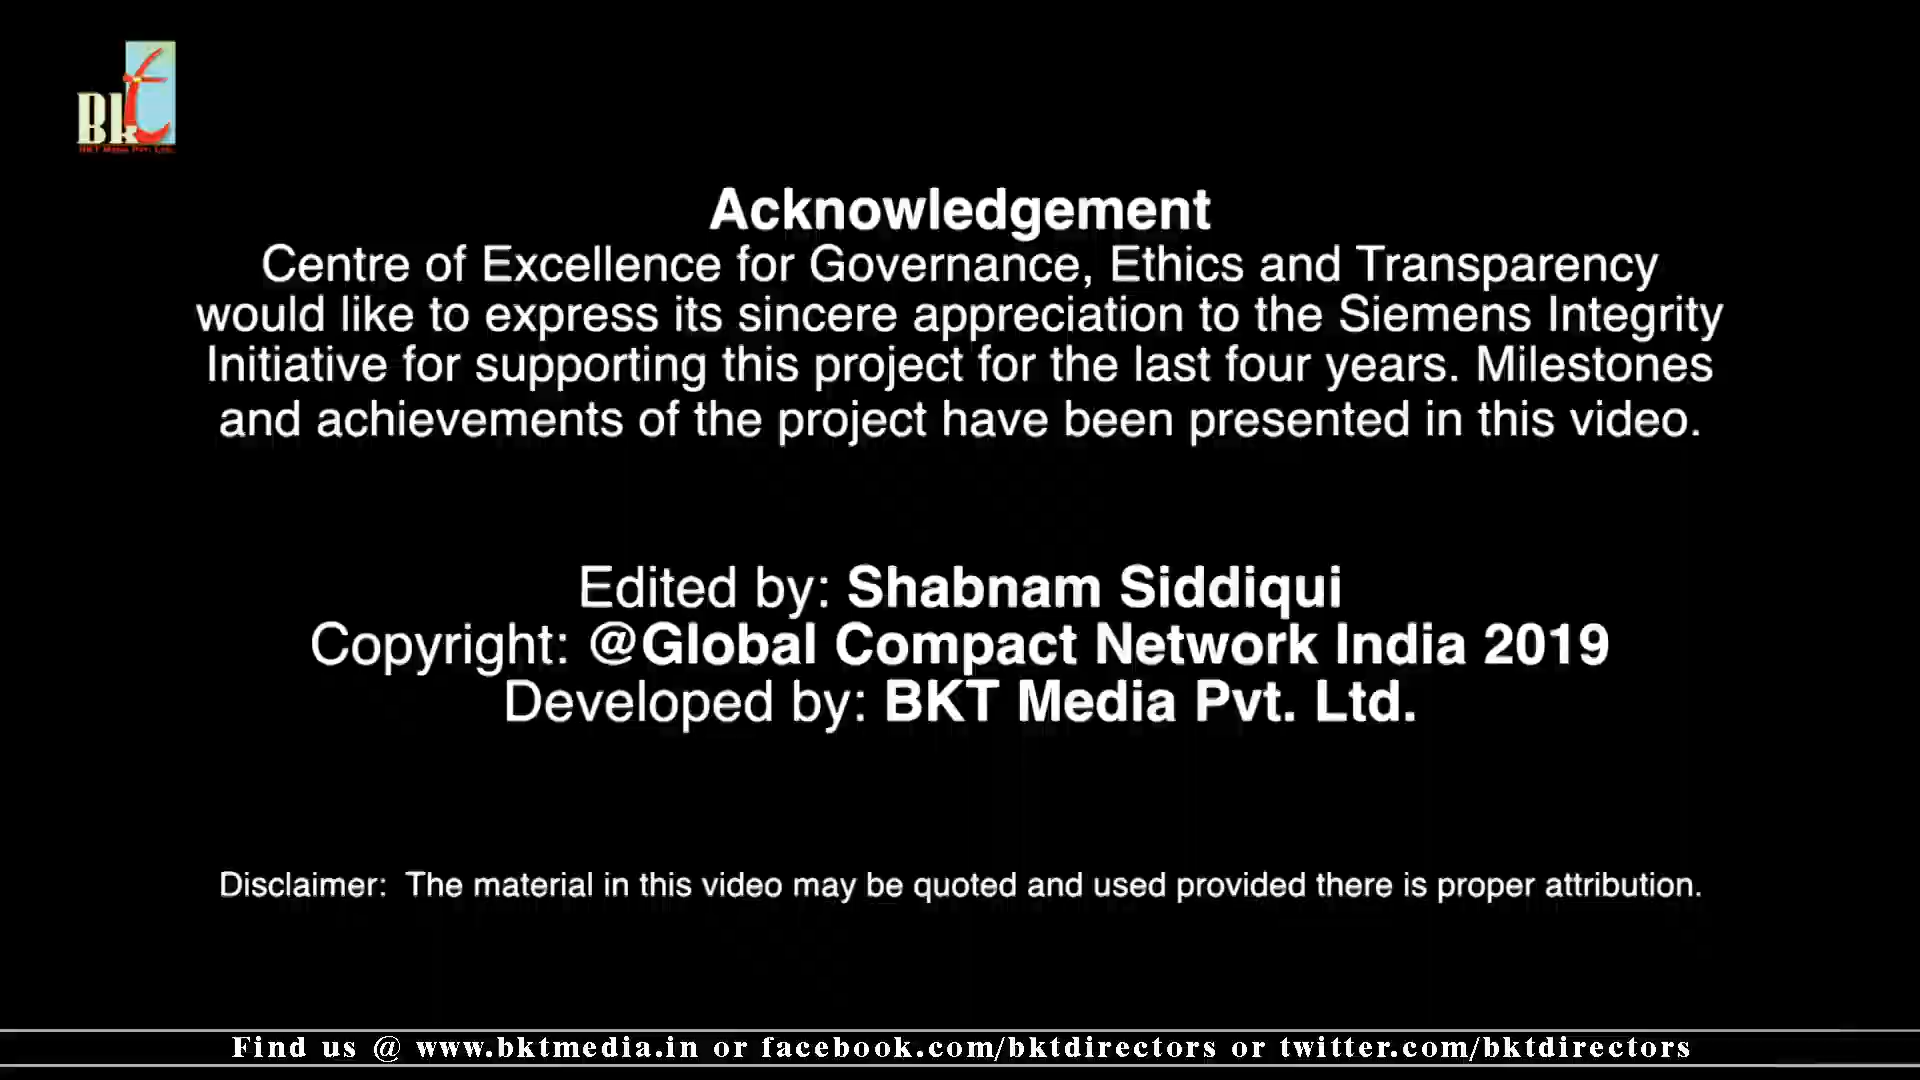 Bkt
BKT Media Pvt. Ltd.
Acknowledgement
Centre of Excellence for Governance, Ethics and Transparency
would like to express its sincere appreciation to the Siemens Integrity
Initiative for supporting this project for the last four years. Milestones
and achievements of the project have been presented in this video.
Edited by: Shabnam Siddiqui
Copyright: @Global Compact Network India 2019
Developed by: BKT Media Pvt. Ltd.
Disclaimer:  The material in this video may be quoted and used provided there is proper attribution.
Find us @ www.bktmedia.in or facebook.com/bktdirectors or twitter.com/bktdirectors